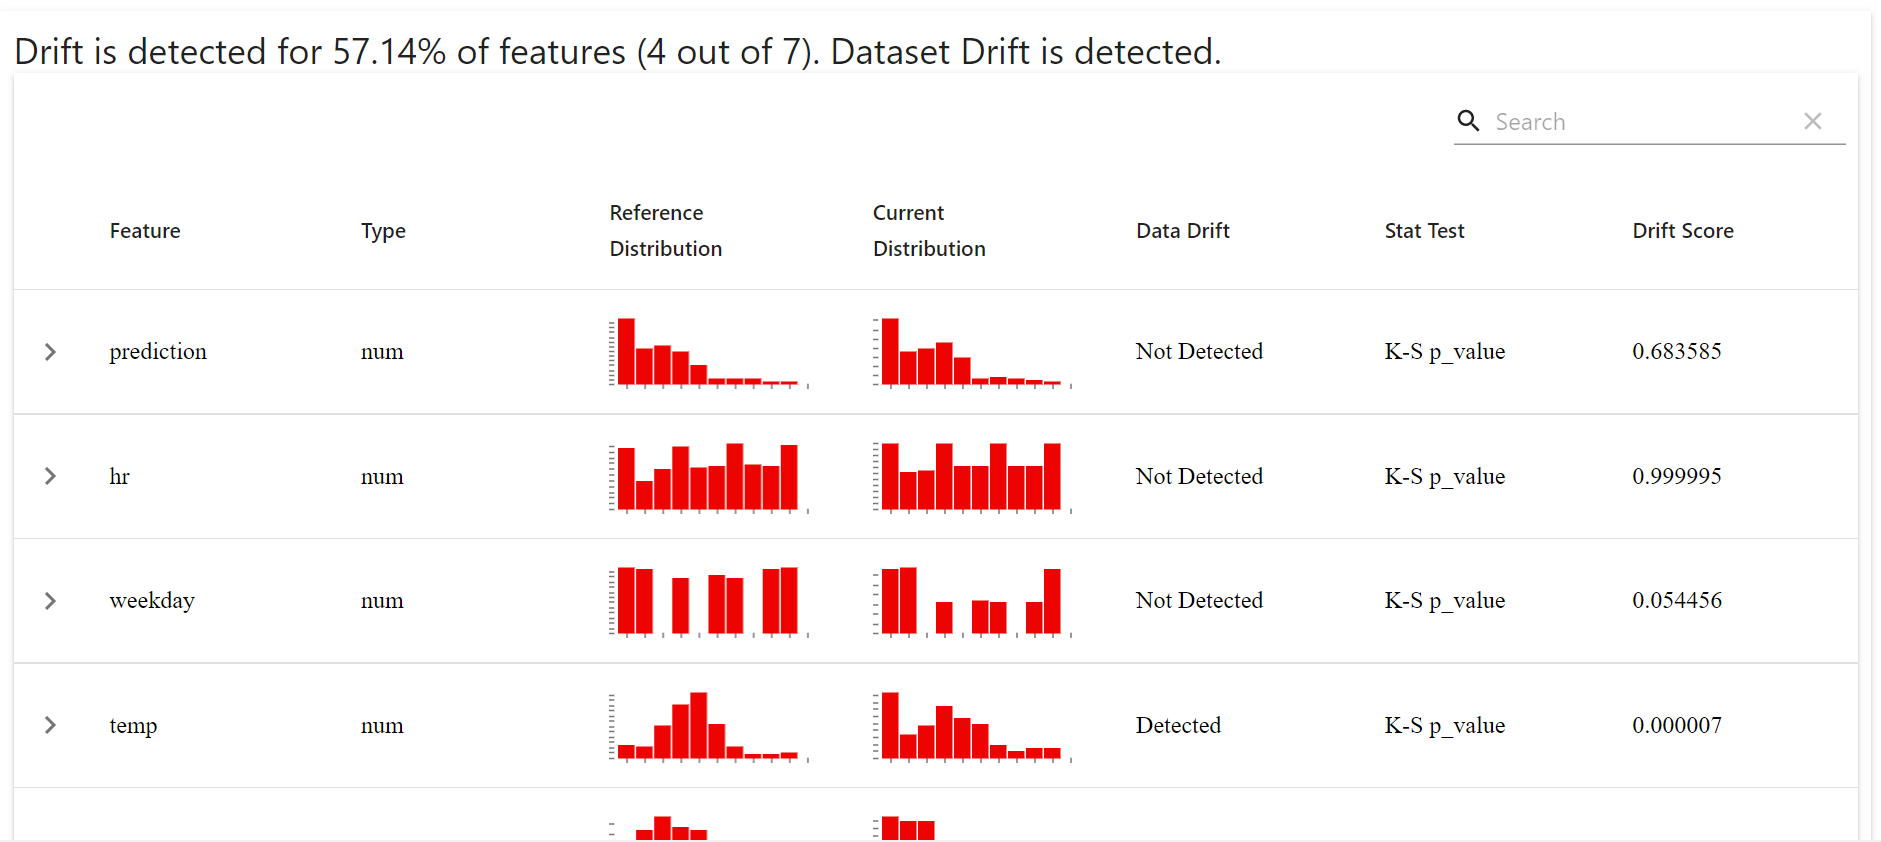 Drift is detected for 57.14% of features (4 out of 7). Dataset Drift is detected.
Search
Feature Type Reference Distribution Current Distribution Data Drift Stat Test Drift Score
prediction num Not Detected K-S p_value 0.683585
hr num Not Detected K-S p_value 0.999995
weekday num Not Detected K-S p_value 0.054456
temp num Detected K-S p_value 0.000007